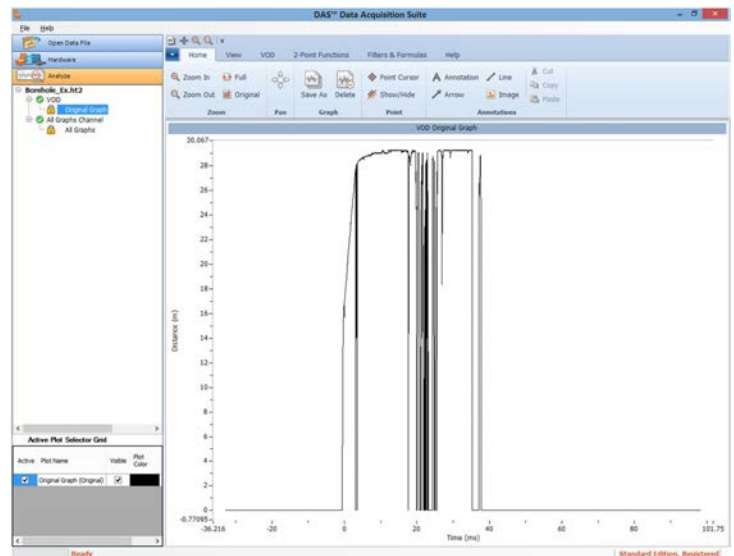 DAS™ Data Acquisition Suite
File Help
Open Data File
Hardware
Analyze
Borehole_Ex.ht2
VOD
Original Graph
All Graphs Channel
All Graphs
Home View VOD 2-Point Functions Filters & Formulas Help
Zoom In Full
Zoom Out Original
Zoom
Pan
Save As Delete
Graph
Point Cursor
Show/Hide
Point
Annotation Line
Arrow Image
Annotations
Cut
Copy
Paste
VOD Original Graph
30.067
28
26
24
22
20
18
16
14
12
10
8
6
4
2
0
-0.77095
Distance (m)
-36.216 -20 0 20 40 60 80 101.75
Time (ms)
Active Plot Selector Grid
Active Plot Name Visible Plot Color
Original Graph (Original)
Ready
Standard Edition, Registered